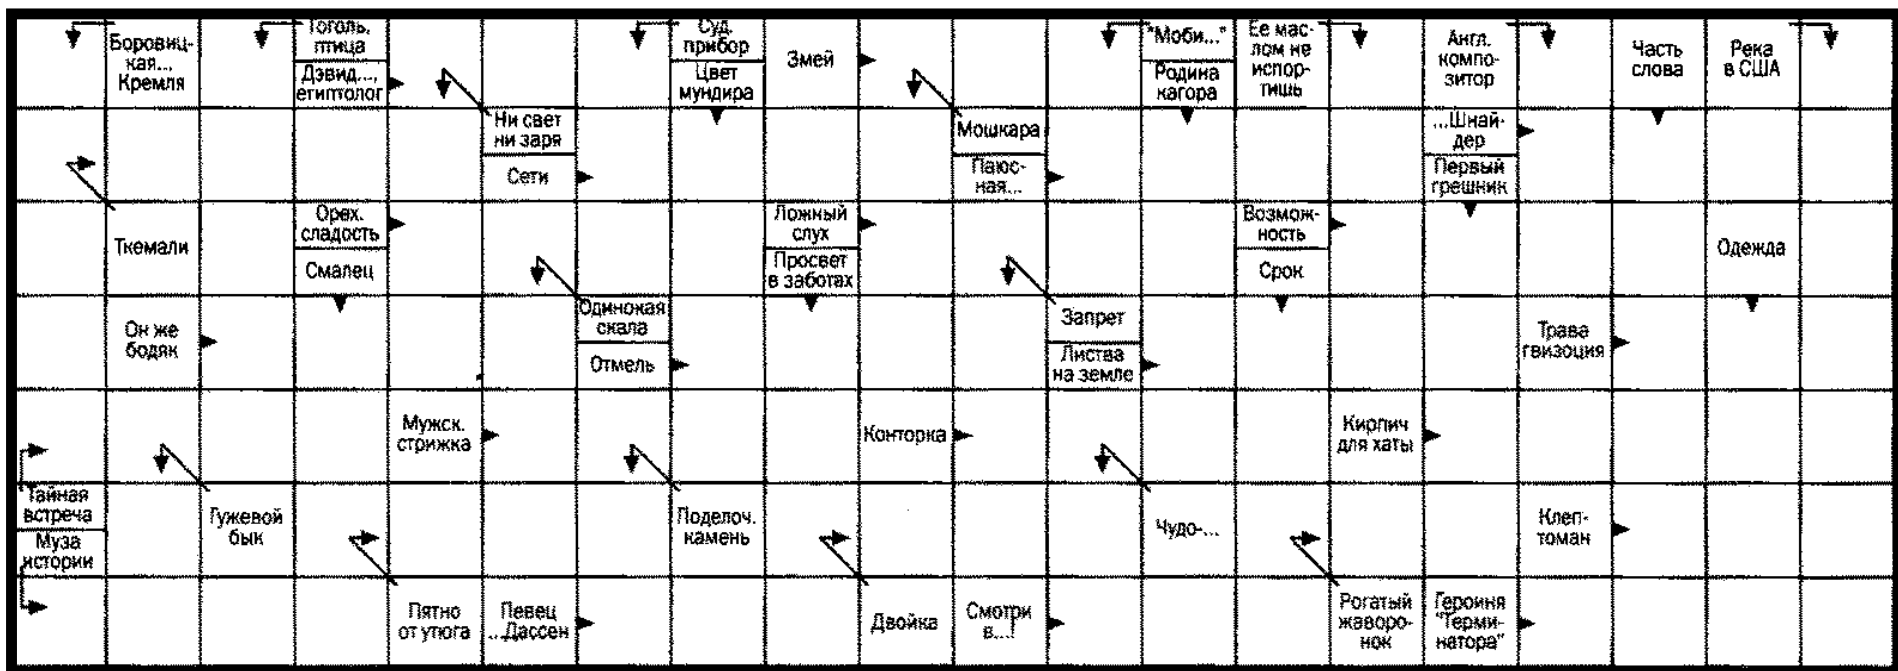 Боровиц-
кая...
Кремля
Гоголь,
птица
Дэвид...,
египтолог
Суд.
прибор
Цвет
мундира
Змей
"Моби..."
Родина
кагора
Ее мас-
лом не
испор-
тишь
Англ.
компо-
зитор
Часть
слова
Река
в США
Ни свет
ни заря
Сети
Мошкара
Паюс-
ная...
...Шнай-
дер
Первый
грешник
Ткемали
Орех.
сладость
Смалец
Ложный
слух
Просвет
в заботах
Возмож-
ность
Срок
Одежда
Он же
бодяк
Одинокая
скала
Отмель
Запрет
Листва
на земле
Трава
гвизоция
Мужск.
стрижка
Конторка
Кирпич
для хаты
Тайная
встреча
Муза
истории
Гужевой
бык
Поделоч.
камень
Чудо-...
Клеп-
томан
Пятно
от утюга
Певец
...Дассен
Двойка
Смотри
в...!
Рогатый
жаворо-
нок
Героиня
"Терми-
натора"